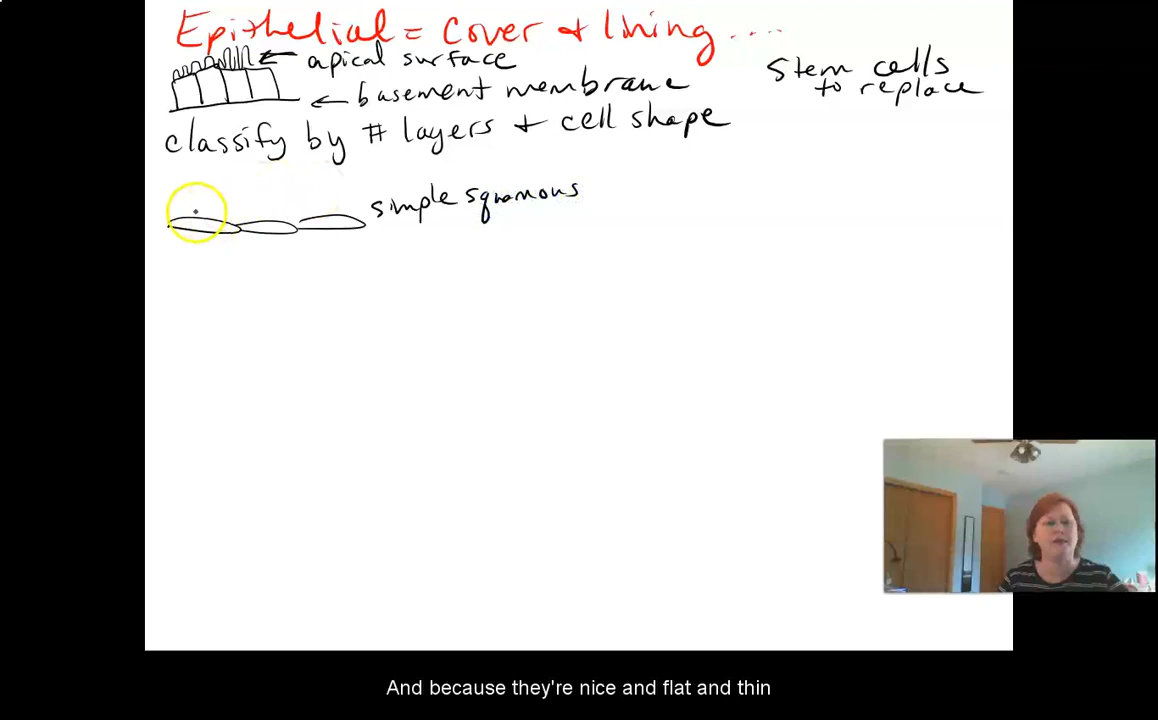 Epithelial = Cover & lining ....
← apical surface
← basement membrane
Stem cells
to replace
classify by # layers + cell shape
simple squamous
And because they're nice and flat and thin